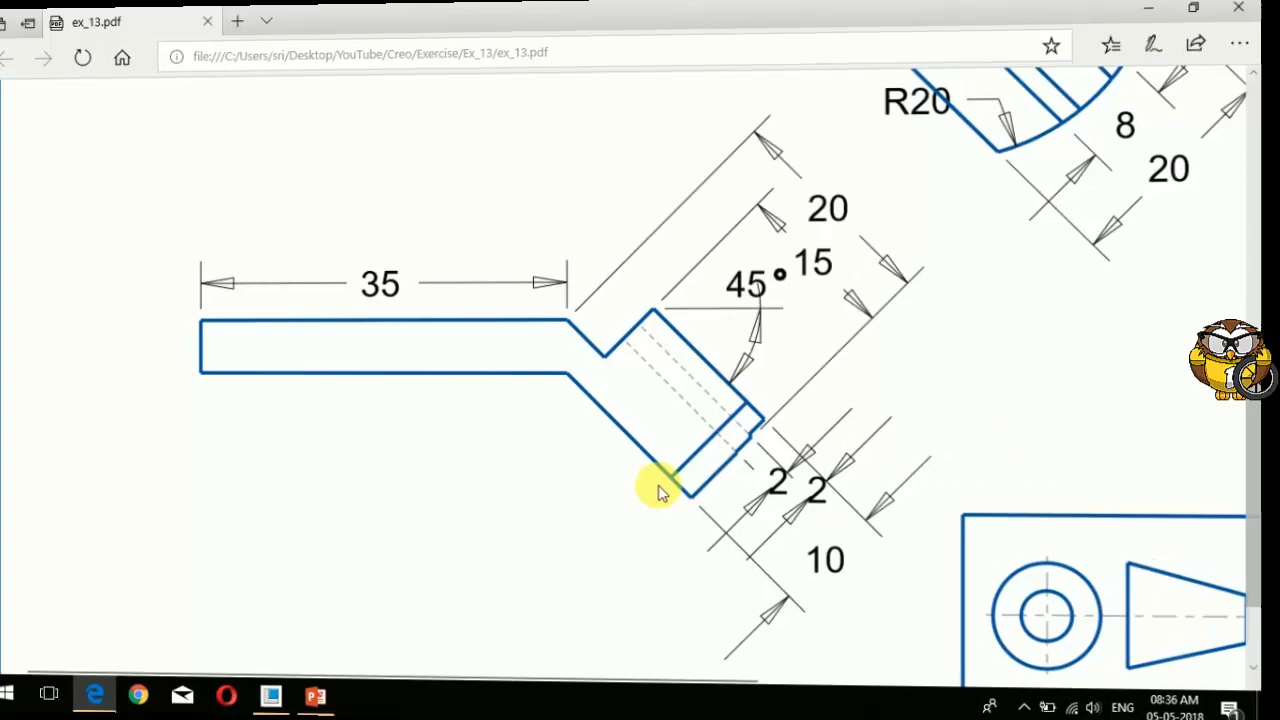 ex_13.pdf
file:///C:/Users/sri/Desktop/YouTube/Creo/Exercise/Ex_13/ex_13.pdf
R20
8
20
20
15
45°
35
2
2
10
ENG
08:36 AM
05-05-2018